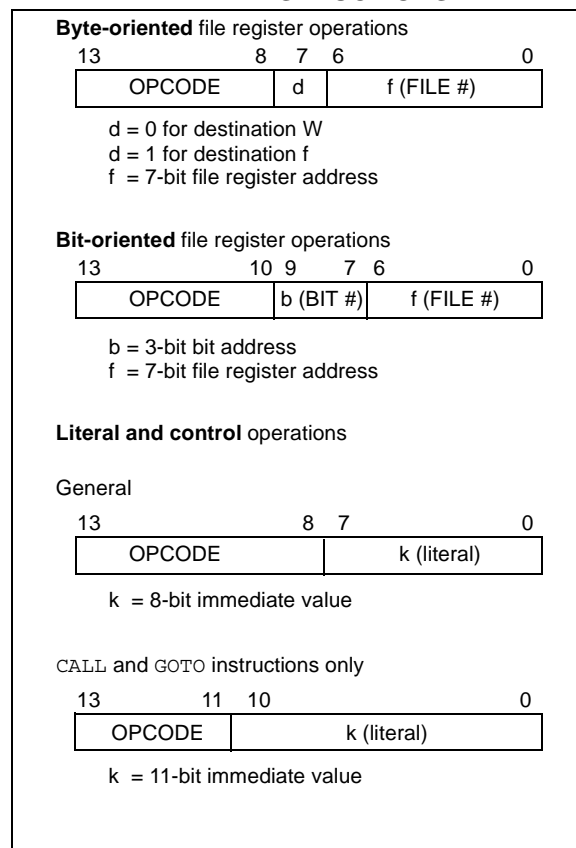 Byte-oriented file register operations
13 8 7 6 0
OPCODE d f (FILE #)
d = 0 for destination W
d = 1 for destination f
f = 7-bit file register address
Bit-oriented file register operations
13 10 9 7 6 0
OPCODE b (BIT #) f (FILE #)
b = 3-bit bit address
f = 7-bit file register address
Literal and control operations
General
13 8 7 0
OPCODE k (literal)
k = 8-bit immediate value
CALL and GOTO instructions only
13 11 10 0
OPCODE k (literal)
k = 11-bit immediate value